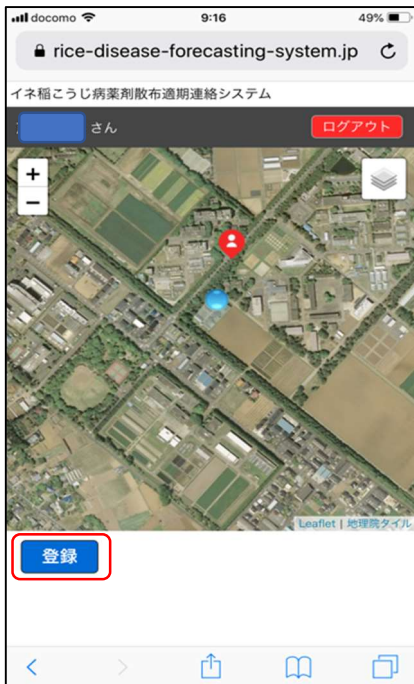 docomo 9:16 49%
rice-disease-forecasting-system.jp
イネ稲こうじ病薬剤散布適期連絡システム
さん ログアウト
+
−
Leaflet | 地理院タイル
登録